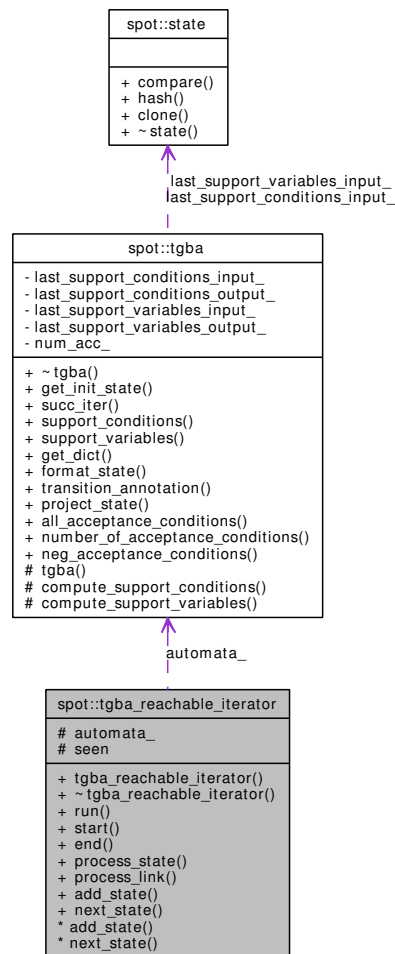 spot::state
+ compare()
+ hash()
+ clone()
+ ~state()
last_support_variables_input_
last_support_conditions_input_
spot::tgba
- last_support_conditions_input_
- last_support_conditions_output_
- last_support_variables_input_
- last_support_variables_output_
- num_acc_
+ ~tgba()
+ get_init_state()
+ succ_iter()
+ support_conditions()
+ support_variables()
+ get_dict()
+ format_state()
+ transition_annotation()
+ project_state()
+ all_acceptance_conditions()
+ number_of_acceptance_conditions()
+ neg_acceptance_conditions()
# tgba()
# compute_support_conditions()
# compute_support_variables()
automata_
spot::tgba_reachable_iterator
# automata_
# seen
+ tgba_reachable_iterator()
+ ~tgba_reachable_iterator()
+ run()
+ start()
+ end()
+ process_state()
+ process_link()
+ add_state()
+ next_state()
* add_state()
* next_state()